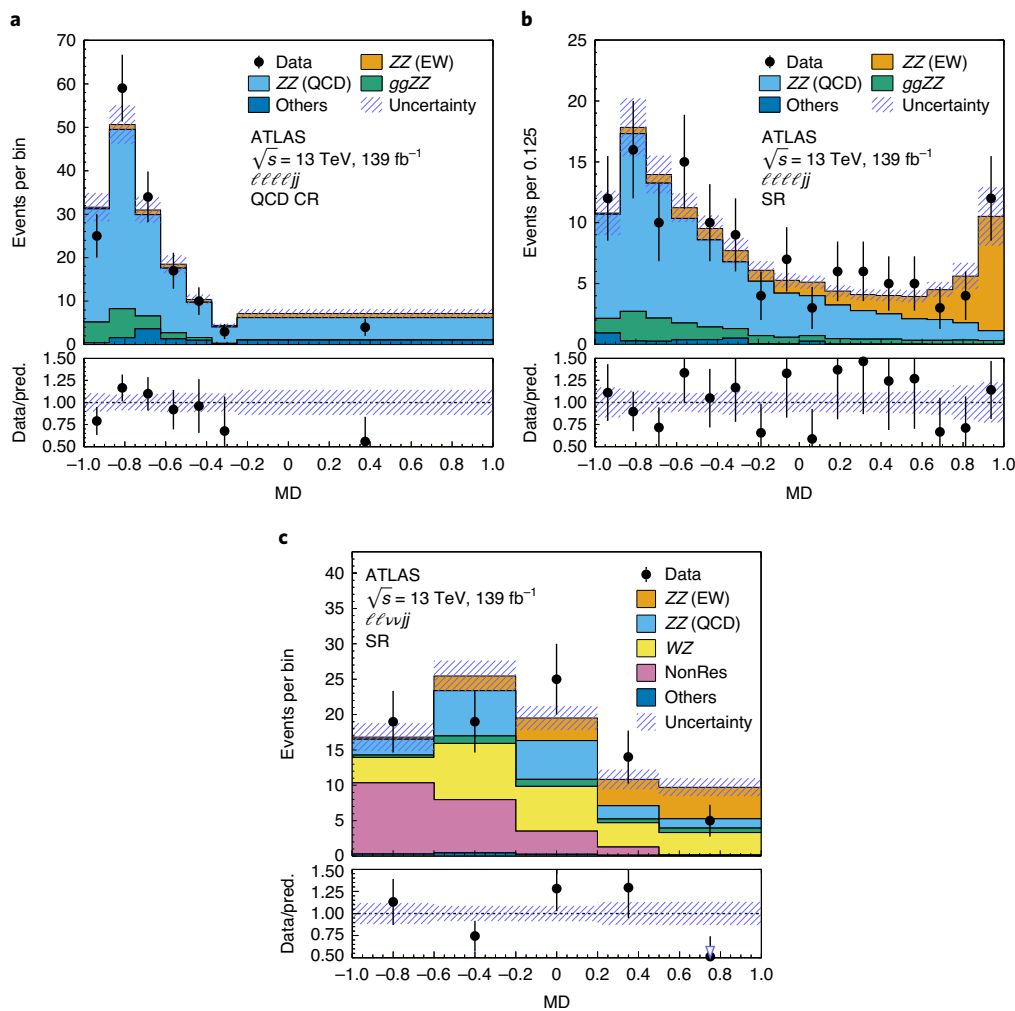 a
70
60
50
40
30
20
10
0
Events per bin
Data
ZZ (EW)
ZZ (QCD)
ggZZ
Others
Uncertainty
ATLAS
√s = 13 TeV, 139 fb⁻¹
ℓℓℓℓjj
QCD CR
1.50
1.25
1.00
0.75
0.50
Data/pred.
−1.0 −0.8 −0.6 −0.4 −0.2 0 0.2 0.4 0.6 0.8 1.0
MD
b
25
20
15
10
5
0
Events per 0.125
Data
ZZ (EW)
ZZ (QCD)
ggZZ
Others
Uncertainty
ATLAS
√s = 13 TeV, 139 fb⁻¹
ℓℓℓℓjj
SR
1.50
1.25
1.00
0.75
0.50
Data/pred.
−1.0 −0.8 −0.6 −0.4 −0.2 0 0.2 0.4 0.6 0.8 1.0
MD
c
40
35
30
25
20
15
10
5
0
Events per bin
ATLAS
√s = 13 TeV, 139 fb⁻¹
ℓℓννjj
SR
Data
ZZ (EW)
ZZ (QCD)
WZ
NonRes
Others
Uncertainty
1.50
1.25
1.00
0.75
0.50
Data/pred.
−1.0 −0.8 −0.6 −0.4 −0.2 0 0.2 0.4 0.6 0.8 1.0
MD